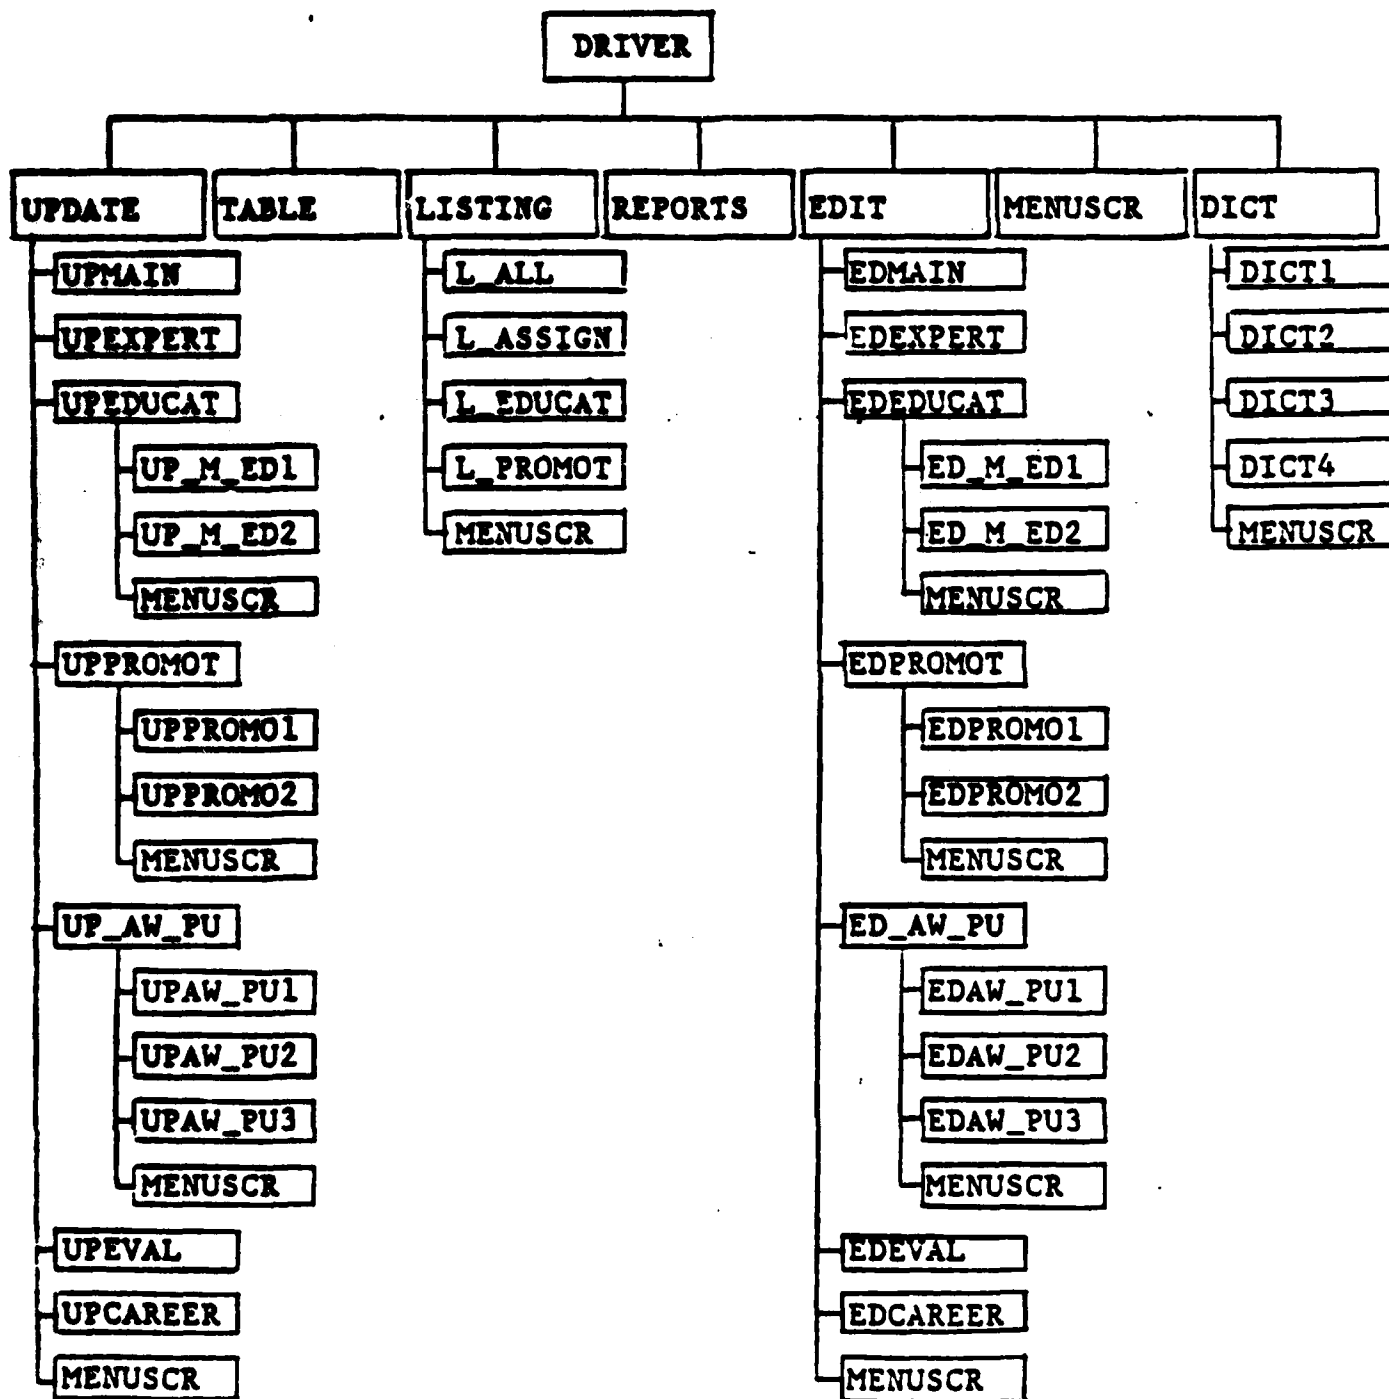 DRIVER
UPDATE TABLE LISTING REPORTS EDIT MENUSCR DICT
UPMAIN L_ALL EDMAIN DICT1
UPEXPERT L_ASSIGN EDEXPERT DICT2
UPEDUCAT L_EDUCAT EDEDUCAT DICT3
UP_M_ED1 L_PROMOT ED_M_ED1 DICT4
UP_M_ED2 MENUSCR ED_M_ED2 MENUSCR
MENUSCR MENUSCR
UPPROMOT EDPROMOT
UPPROMO1 EDPROMO1
UPPROMO2 EDPROMO2
MENUSCR MENUSCR
UP_AW_PU ED_AW_PU
UPAW_PU1 EDAW_PU1
UPAW_PU2 EDAW_PU2
UPAW_PU3 EDAW_PU3
MENUSCR MENUSCR
UPEVAL EDEVAL
UPCAREER EDCAREER
MENUSCR MENUSCR